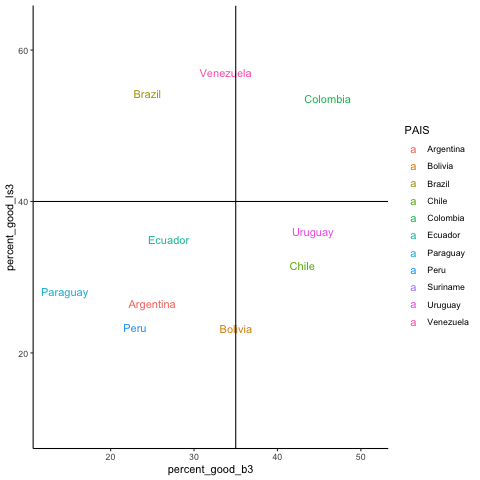 60
Venezuela
Brazil
Colombia
PAIS
a Argentina
a Bolivia
a Brazil
a Chile
a Colombia
a Ecuador
a Paraguay
a Peru
a Suriname
a Uruguay
a Venezuela
percent_good_ls3
40
Uruguay
Ecuador
Chile
Paraguay
Argentina
Peru
Bolivia
20
20 30 40 50
percent_good_b3